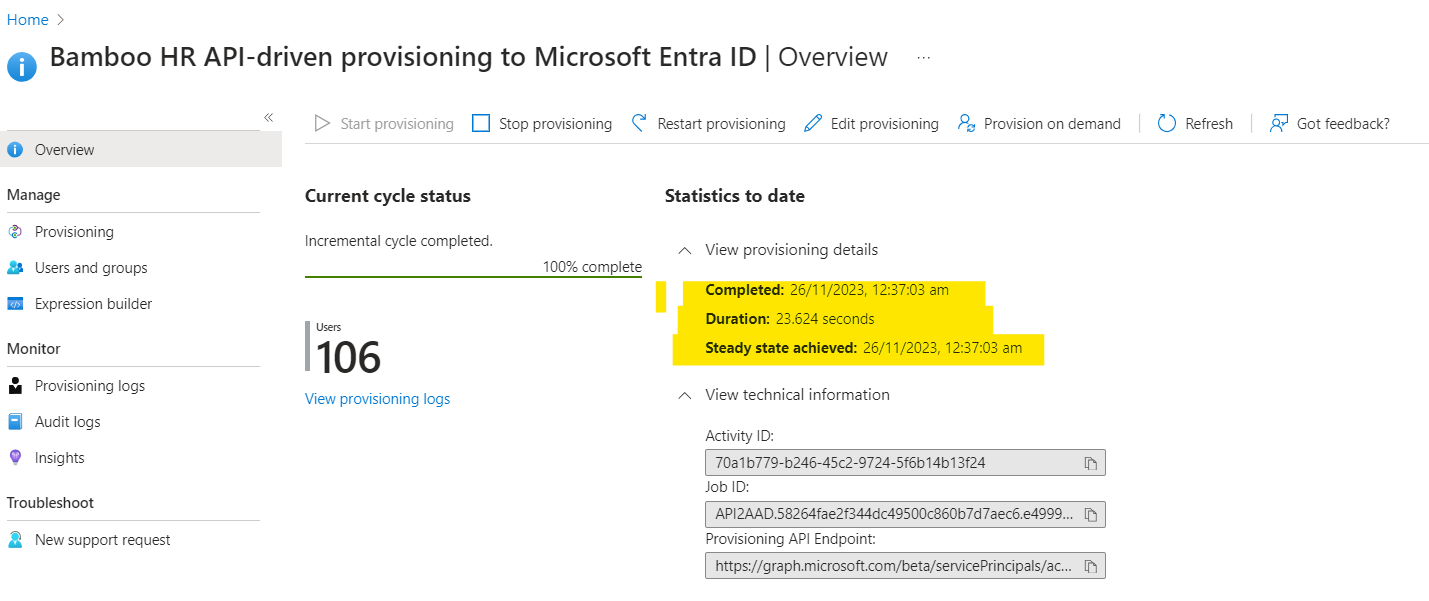 Home
Bamboo HR API-driven provisioning to Microsoft Entra ID | Overview ...
«
Start provisioning Stop provisioning Restart provisioning Edit provisioning Provision on demand Refresh Got feedback?
Overview
Manage
Provisioning
Users and groups
Expression builder
Monitor
Provisioning logs
Audit logs
Insights
Troubleshoot
New support request
Current cycle status
Incremental cycle completed.
100% complete
Users
106
View provisioning logs
Statistics to date
View provisioning details
Completed: 26/11/2023, 12:37:03 am
Duration: 23.624 seconds
Steady state achieved: 26/11/2023, 12:37:03 am
View technical information
Activity ID:
70a1b779-b246-45c2-9724-5f6b14b13f24
Job ID:
API2AAD.58264fae2f344dc49500c860b7d7aec6.e4999...
Provisioning API Endpoint:
https://graph.microsoft.com/beta/servicePrincipals/ac...